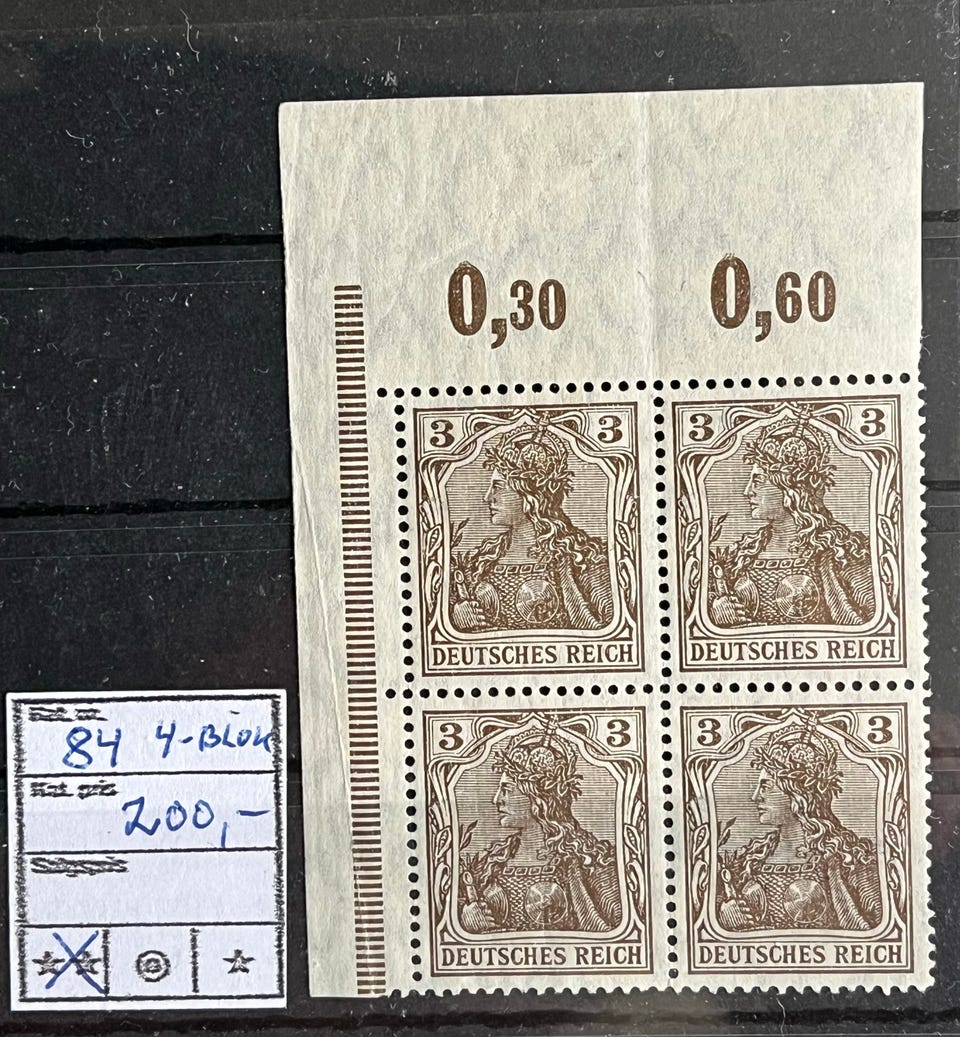 0,30 0,60
3 3 3 3
DEUTSCHES REICH DEUTSCHES REICH
3 3 3 3
DEUTSCHES REICH DEUTSCHES REICH
84 4-BLOK
200,-